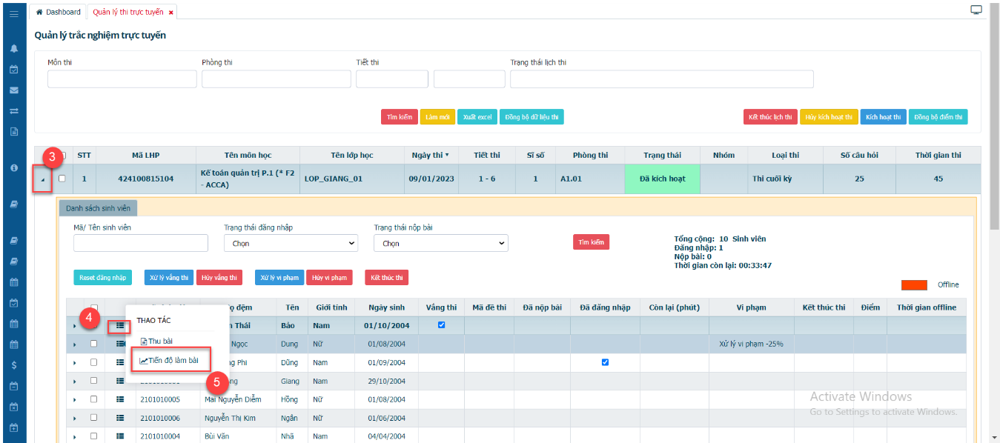 Dashboard
Quản lý thi trực tuyến ×
Quản lý trắc nghiệm trực tuyến
Môn thi Phòng thi Tiết thi Trạng thái lịch thi
Tìm kiếm Làm mới Xuất excel Đồng bộ dữ liệu thi Kết thúc lịch thi Hủy kích hoạt thi Kích hoạt thi Đồng bộ điểm thi
3 STT Mã LHP Tên môn học Tên lớp học Ngày thi Tiết thi Sĩ số Phòng thi Trạng thái Nhóm Loại thi Số câu hỏi Thời gian thi
1 424100815104 Kế toán quản trị P.1 (* F2 LOP_GIANG_01 09/01/2023 1 - 6 1 A1.01 Đã kích hoạt Thi cuối kỳ 25 45
- ACCA)
Danh sách sinh viên
Mã/ Tên sinh viên Trạng thái đăng nhập Trạng thái nộp bài
Chọn Chọn Tìm kiếm
Tổng cộng: 10 Sinh viên
Đăng nhập: 1
Nộp bài: 0
Thời gian còn lại: 00:33:47
Reset đăng nhập Xử lý vắng thi Hủy vắng thi Xử lý vi phạm Hủy vi phạm Kết thúc thi
Offline
đệm Tên Giới tính Ngày sinh Vắng thi Mã đề thi Đã nộp bài Đã đăng nhập Còn lại (phút) Vi phạm Kết thúc thi Điểm Thời gian offline
4
THAO TÁC
Thu bài
Tiến độ làm bài
5
Thái Bảo Nam 01/10/2004
Ngọc Dung Nữ 01/08/2004 Xử lý vi phạm -25%
Phi Dũng Nam 01/09/2004
Giang Nam 29/10/2004
2101010005 Mai Nguyễn Diễm Hồng Nữ 01/08/2004
2101010006 Nguyễn Thị Kim Ngân Nữ 01/06/2004
2101010004 Bùi Văn Nhã Nam 04/04/2004
Activate Windows
Go to Settings to activate Windows.